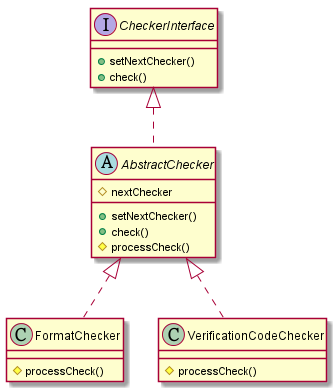 I CheckerInterface
setNextChecker()
check()
A AbstractChecker
nextChecker
setNextChecker()
check()
processCheck()
C FormatChecker
processCheck()
C VerificationCodeChecker
processCheck()